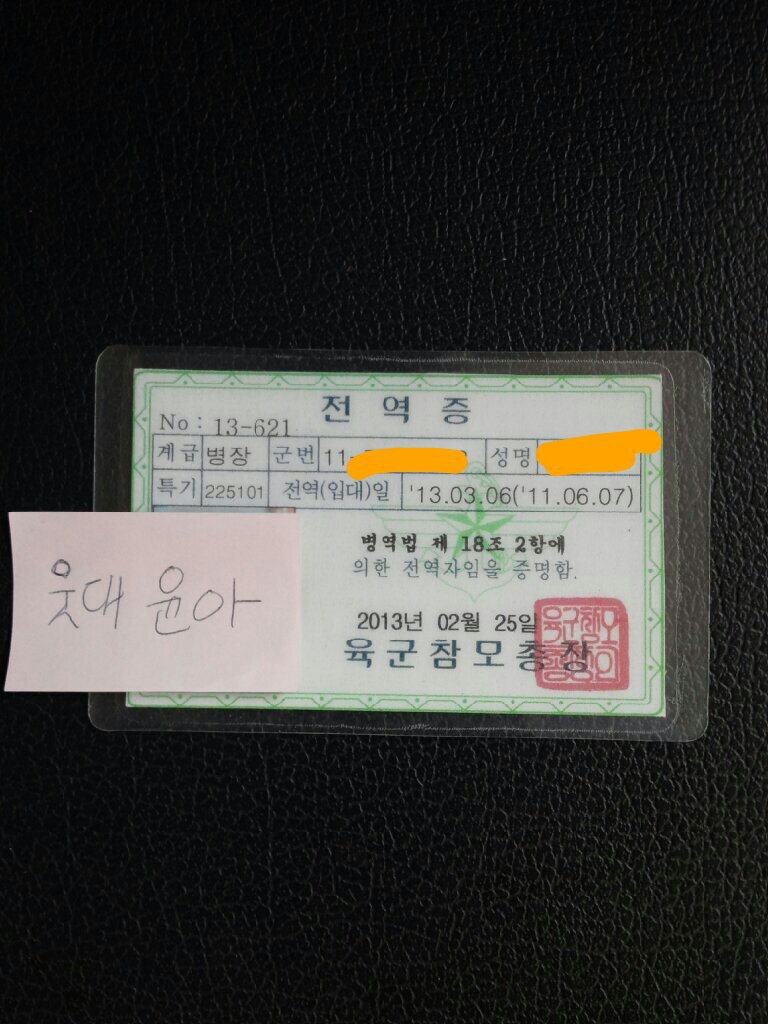 전역증
No : 13-621
계급 병장 군번 11- 성명
특기 225101 전역(입대)일 '13.03.06('11.06.07)
병역법 제 18조 2항에
의한 전역자임을 증명함.
웃대 윤아
2013년 02월 25일
육군참모총장